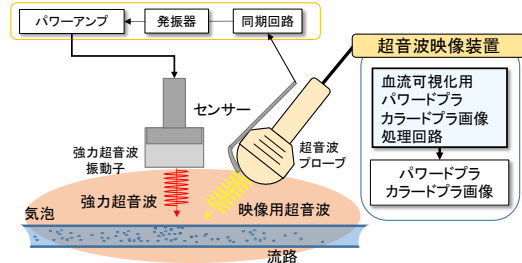 パワーアンプ
発振器
同期回路
超音波映像装置
血流可視化用
パワードプラ
カラードプラ画像
処理回路
センサー
強力超音波
振動子
超音波
プローブ
パワードプラ
カラードプラ画像
強力超音波
映像用超音波
気泡
流路